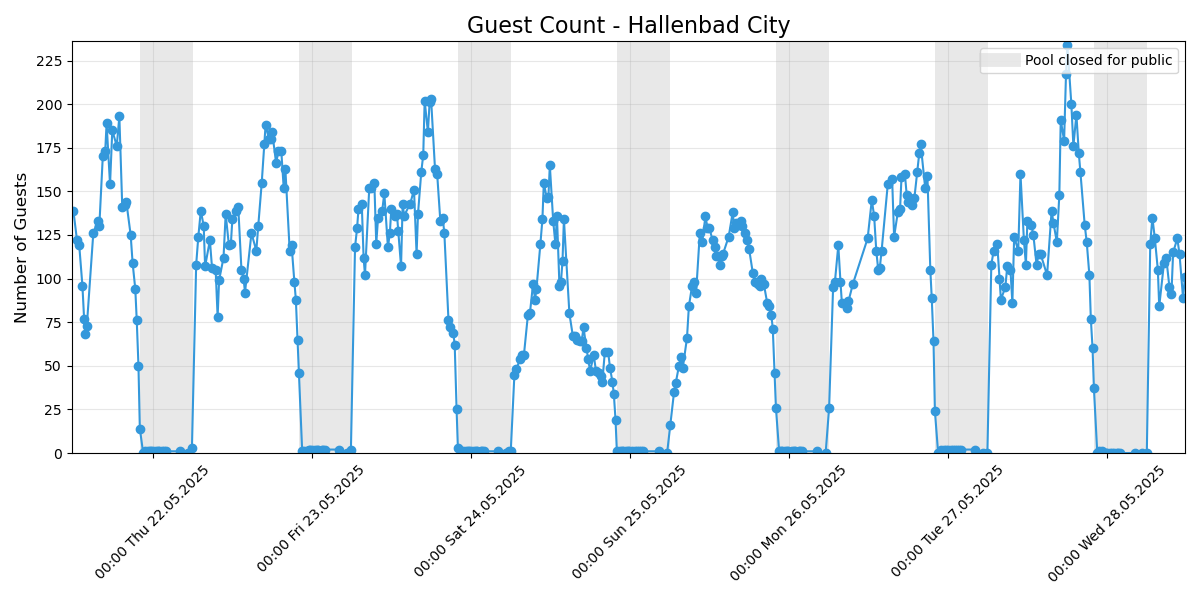 Guest Count - Hallenbad City
Number of Guests
225
200
175
150
125
100
75
50
25
0
Pool closed for public
00:00 Thu 22.05.2025
00:00 Fri 23.05.2025
00:00 Sat 24.05.2025
00:00 Sun 25.05.2025
00:00 Mon 26.05.2025
00:00 Tue 27.05.2025
00:00 Wed 28.05.2025